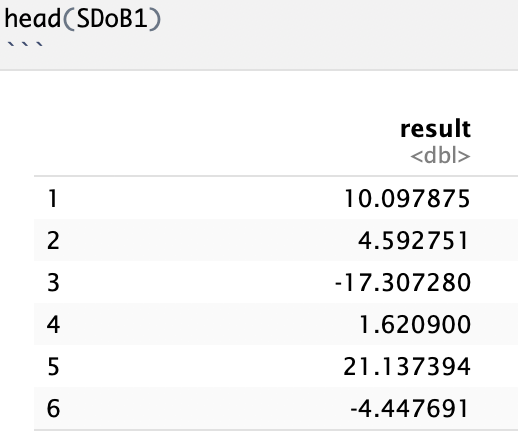 head(SDoB1)
```
result
<dbl>
1 10.097875
2 4.592751
3 -17.307280
4 1.620900
5 21.137394
6 -4.447691